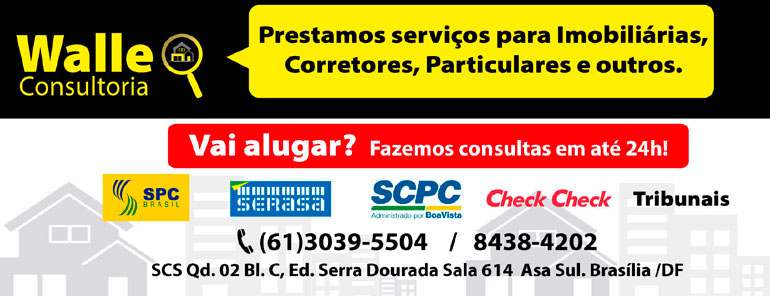 Walle
Consultoria
Prestamos serviços para Imobiliárias,
Corretores, Particulares e outros.
Vai alugar? Fazemos consultas em até 24h!
SPC
BRASIL
SERASA
SCPC
Administrado por BoaVista
Check Check
Tribunais
(61)3039-5504 / 8438-4202
SCS Qd. 02 Bl. C, Ed. Serra Dourada Sala 614 Asa Sul. Brasília /DF